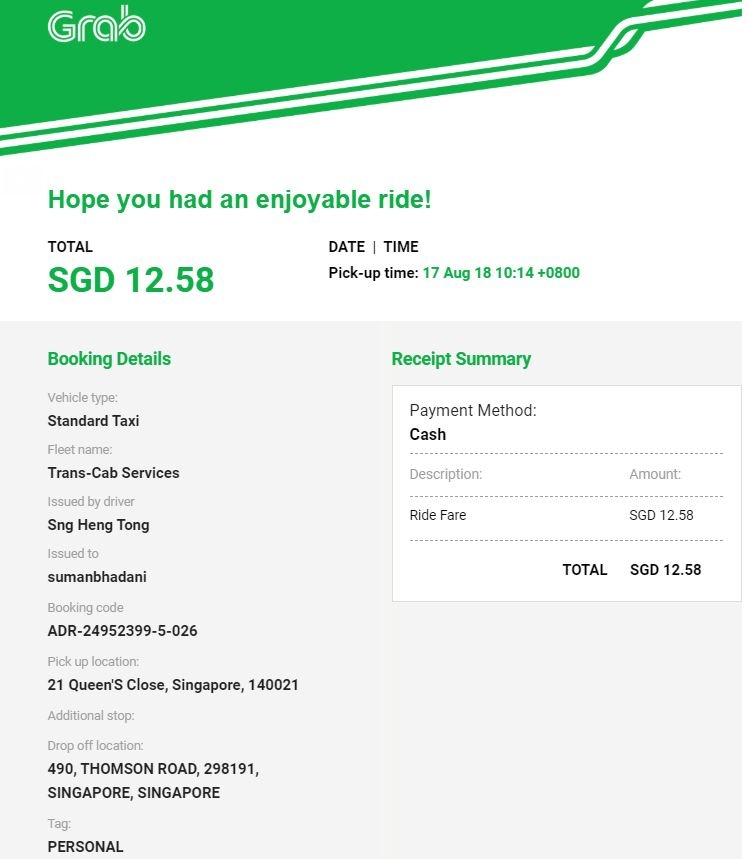 Grab
Hope you had an enjoyable ride!
TOTAL
SGD 12.58
DATE | TIME
Pick-up time: 17 Aug 18 10:14 +0800
Booking Details
Vehicle type:
Standard Taxi
Fleet name:
Trans-Cab Services
Issued by driver
Sng Heng Tong
Issued to
sumanbhadani
Booking code
ADR-24952399-5-026
Pick up location:
21 Queen'S Close, Singapore, 140021
Additional stop:
Drop off location:
490, THOMSON ROAD, 298191,
SINGAPORE, SINGAPORE
Tag:
PERSONAL
Receipt Summary
Payment Method:
Cash
Description: Amount:
Ride Fare SGD 12.58
TOTAL SGD 12.58